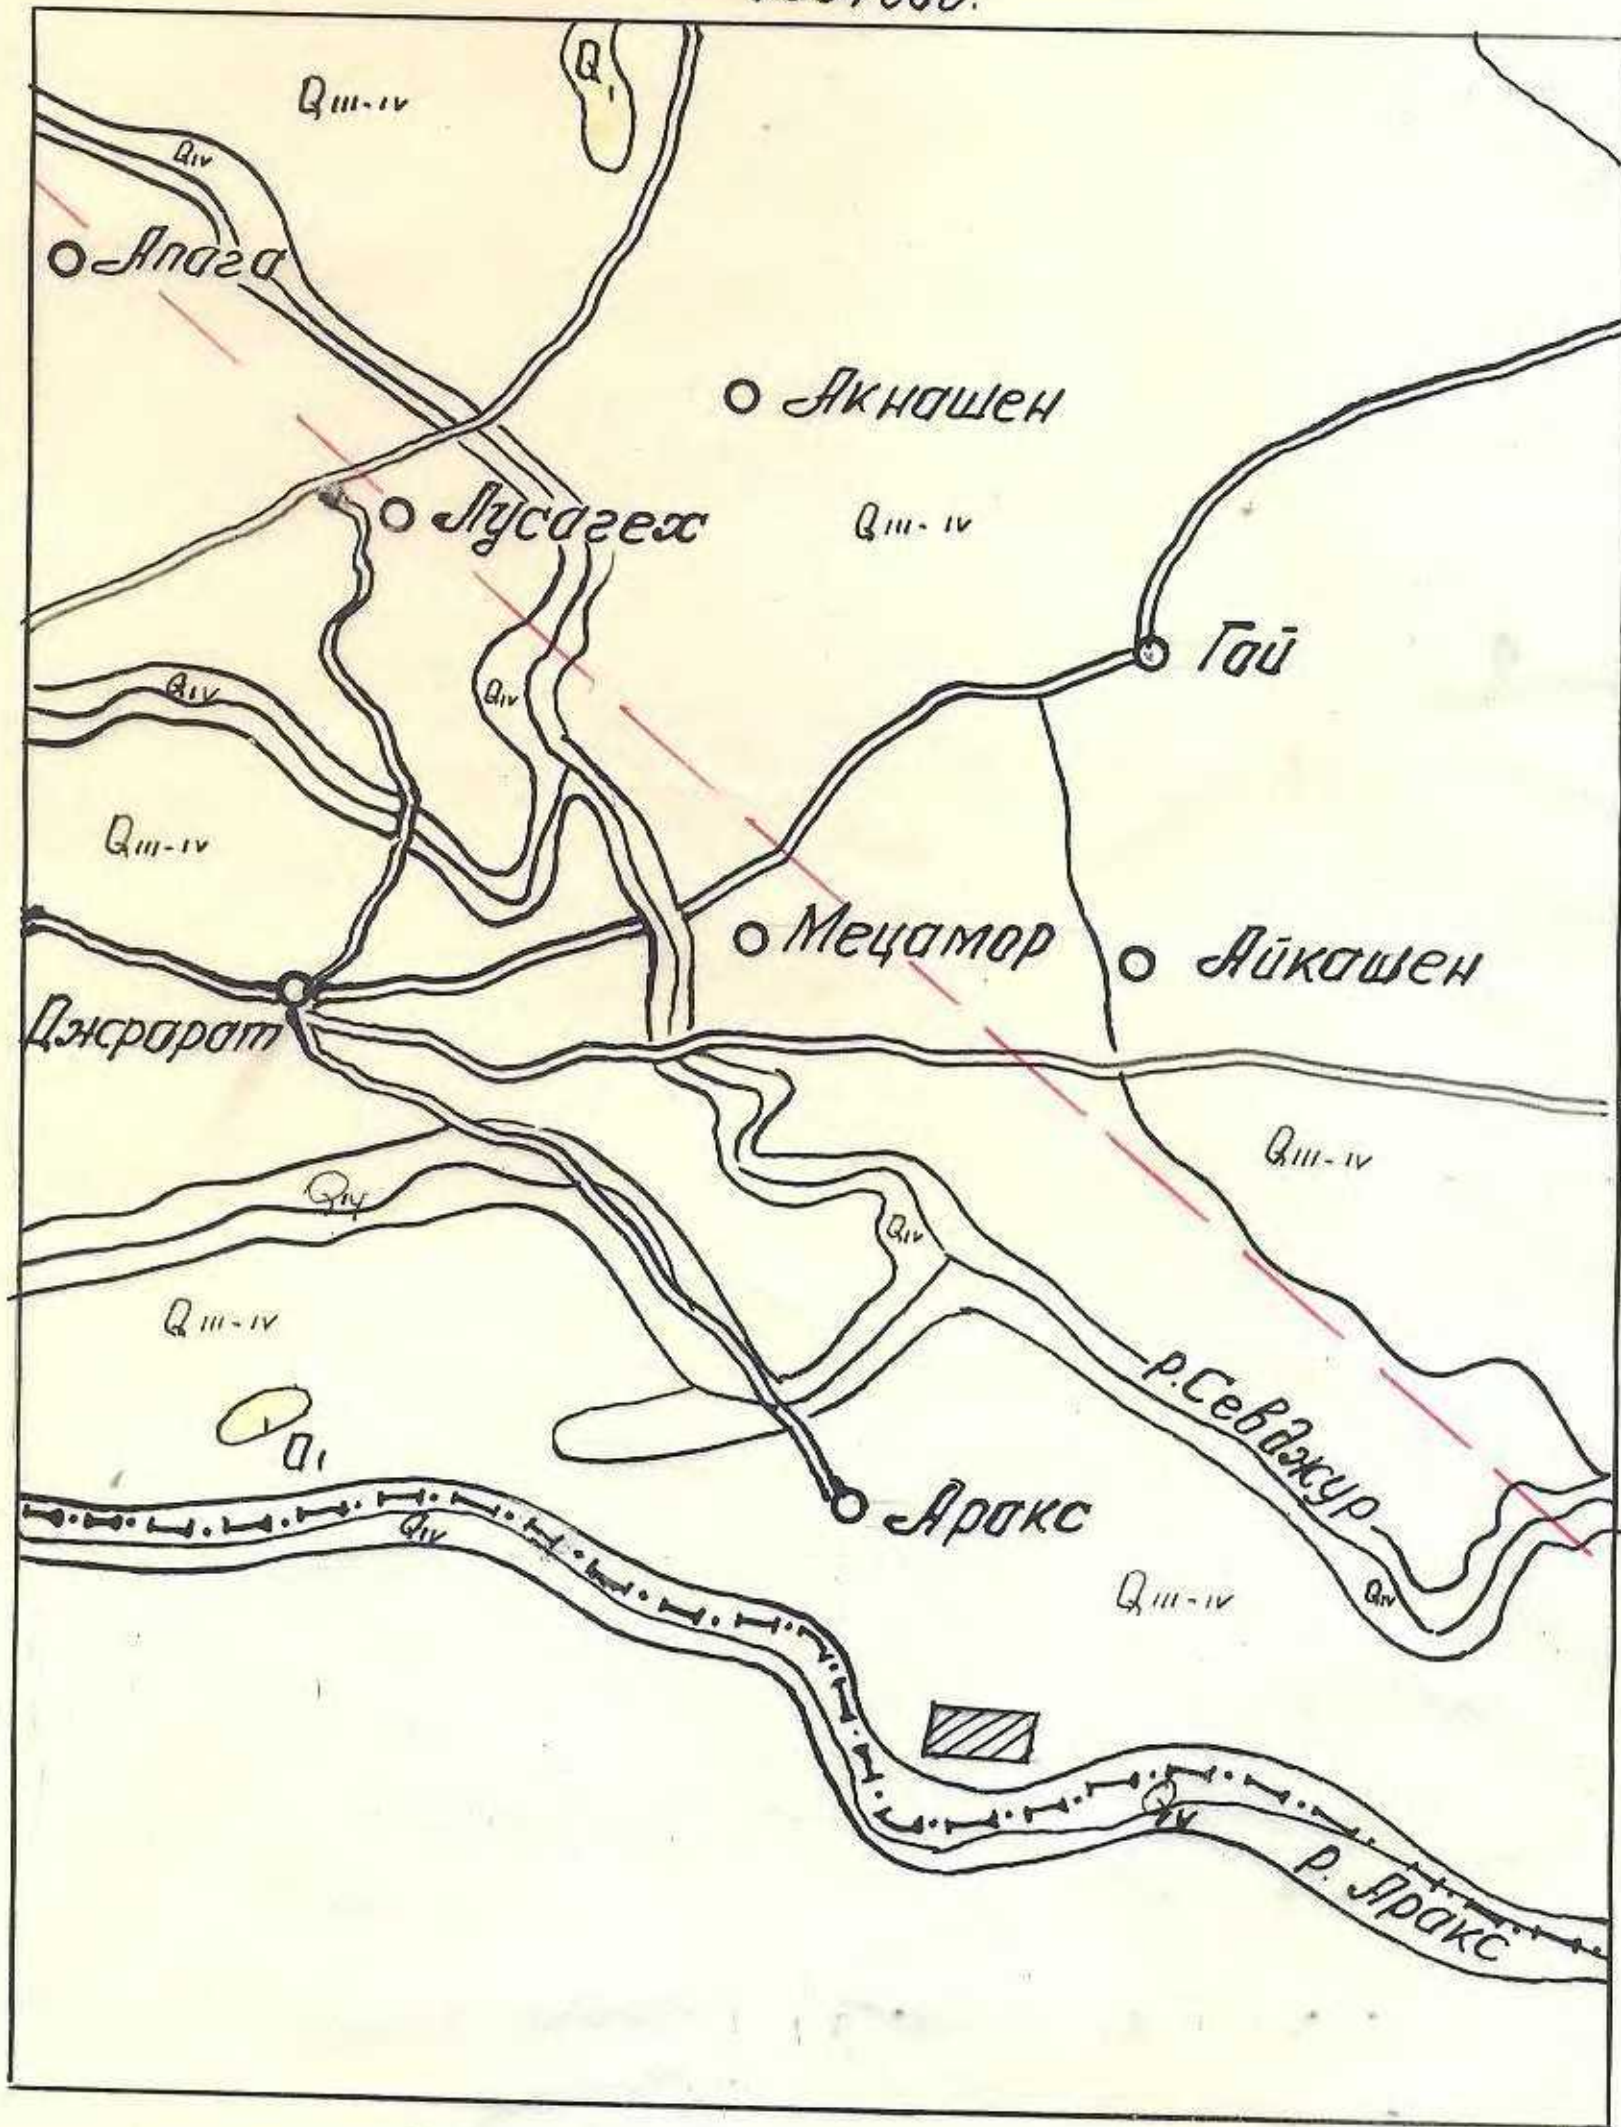 Q III-IV
Q I
Q IV
Апага
Акнашен
Лусагех
Q III-IV
Гай
Q IV
Q IV
Q III-IV
Мецамор
Айкашен
Джрарат
Q III-IV
Q IV
Q IV
Q III-IV
р. Севджур
Q I
Аракс
Q IV
Q III-IV
Q IV
Q IV
р. Аракс